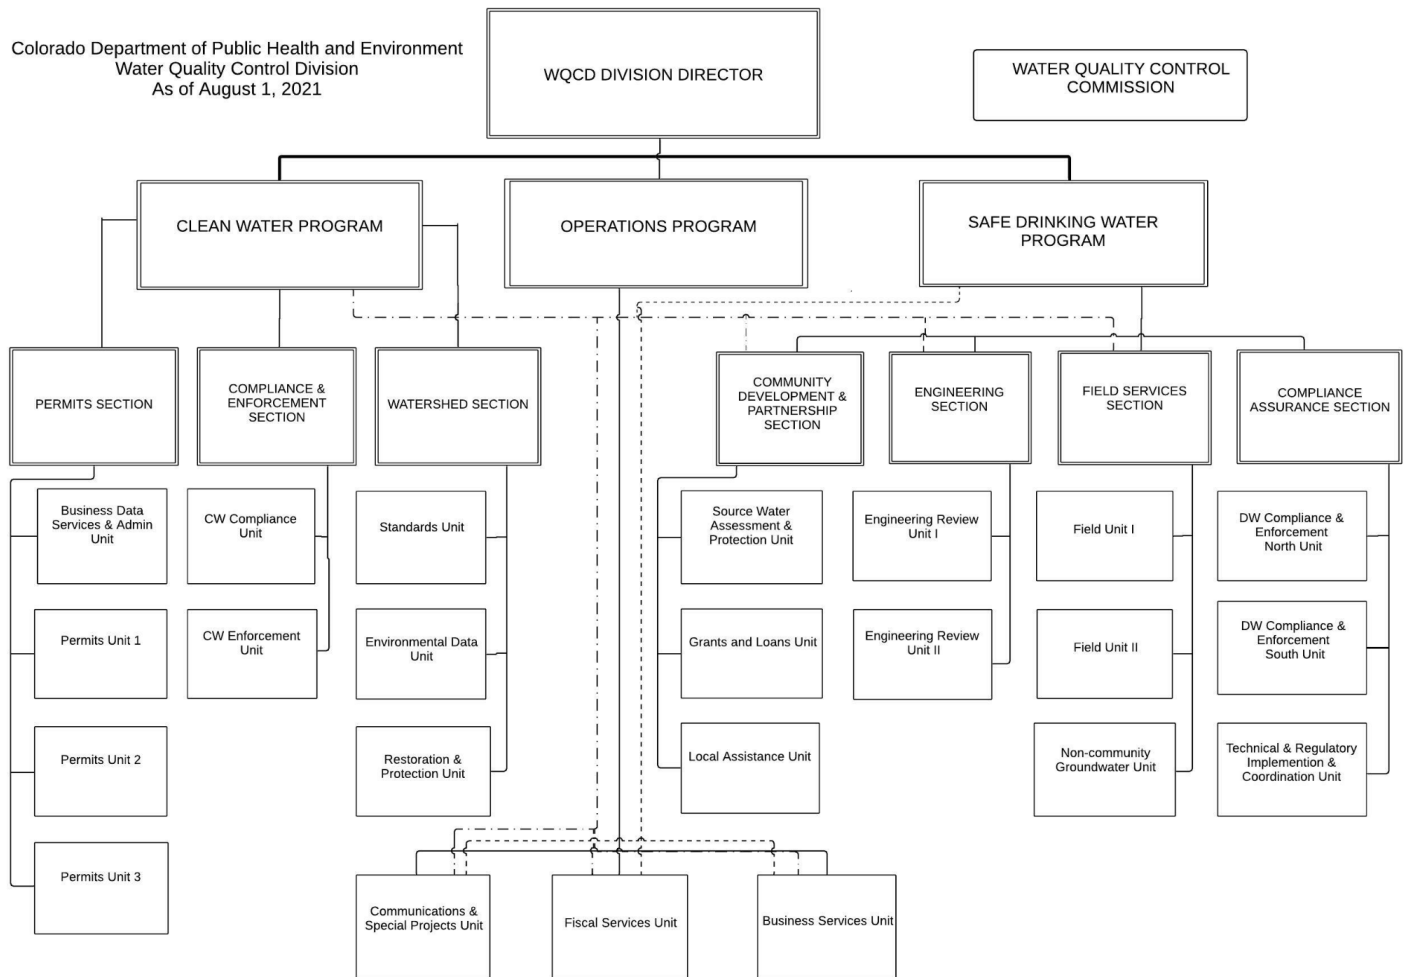 Colorado Department of Public Health and Environment
Water Quality Control Division
As of August 1, 2021
WQCD DIVISION DIRECTOR
WATER QUALITY CONTROL
COMMISSION
CLEAN WATER PROGRAM
OPERATIONS PROGRAM
SAFE DRINKING WATER
PROGRAM
PERMITS SECTION
COMPLIANCE &
ENFORCEMENT
SECTION
WATERSHED SECTION
COMMUNITY
DEVELOPMENT &
PARTNERSHIP
SECTION
ENGINEERING
SECTION
FIELD SERVICES
SECTION
COMPLIANCE
ASSURANCE SECTION
Business Data
Services & Admin
Unit
CW Compliance
Unit
Standards Unit
Source Water
Assessment &
Protection Unit
Engineering Review
Unit I
Field Unit I
DW Compliance &
Enforcement
North Unit
Permits Unit 1
CW Enforcement
Unit
Environmental Data
Unit
Grants and Loans Unit
Engineering Review
Unit II
Field Unit II
DW Compliance &
Enforcement
South Unit
Permits Unit 2
Restoration &
Protection Unit
Local Assistance Unit
Non-community
Groundwater Unit
Technical & Regulatory
Implemention &
Coordination Unit
Permits Unit 3
Communications &
Special Projects Unit
Fiscal Services Unit
Business Services Unit